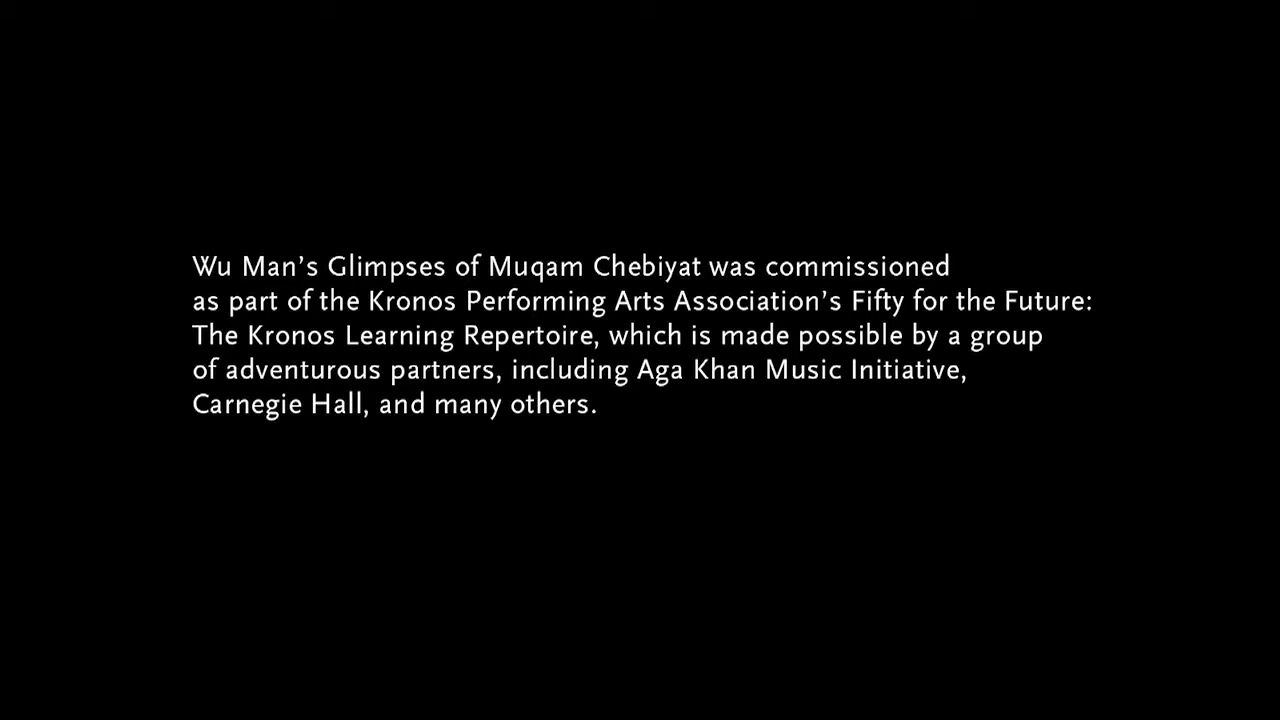 Wu Man’s Glimpses of Muqam Chebiyat was commissioned
as part of the Kronos Performing Arts Association’s Fifty for the Future:
The Kronos Learning Repertoire, which is made possible by a group
of adventurous partners, including Aga Khan Music Initiative,
Carnegie Hall, and many others.